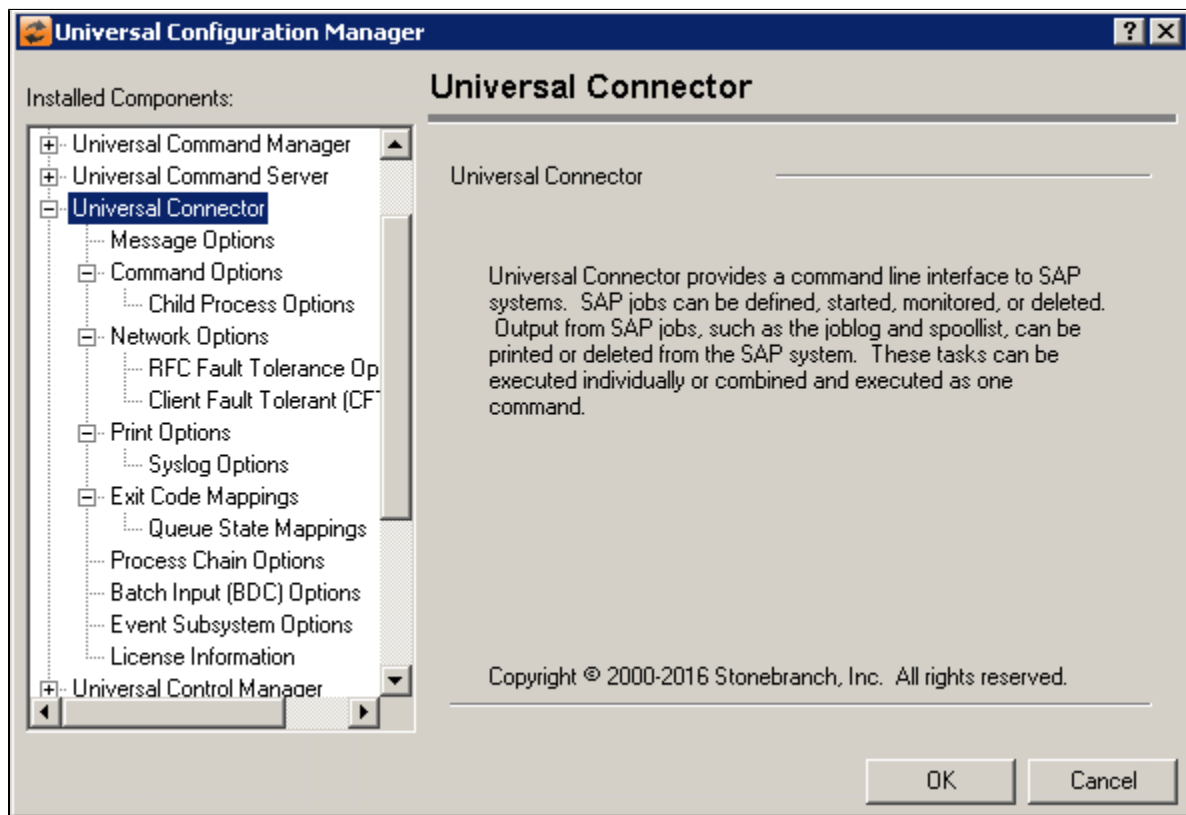 Universal Configuration Manager
Installed Components:
Universal Command Manager
Universal Command Server
Universal Connector
Message Options
Command Options
Child Process Options
Network Options
RFC Fault Tolerance Op
Client Fault Tolerant (CFT
Print Options
Syslog Options
Exit Code Mappings
Queue State Mappings
Process Chain Options
Batch Input (BDC) Options
Event Subsystem Options
License Information
Universal Control Manager
Universal Connector
Universal Connector
Universal Connector provides a command line interface to SAP
systems.  SAP jobs can be defined, started, monitored, or deleted.
Output from SAP jobs, such as the joblog and spoollist, can be
printed or deleted from the SAP system.  These tasks can be
executed individually or combined and executed as one
command.
Copyright © 2000-2016 Stonebranch, Inc.  All rights reserved.
OK
Cancel